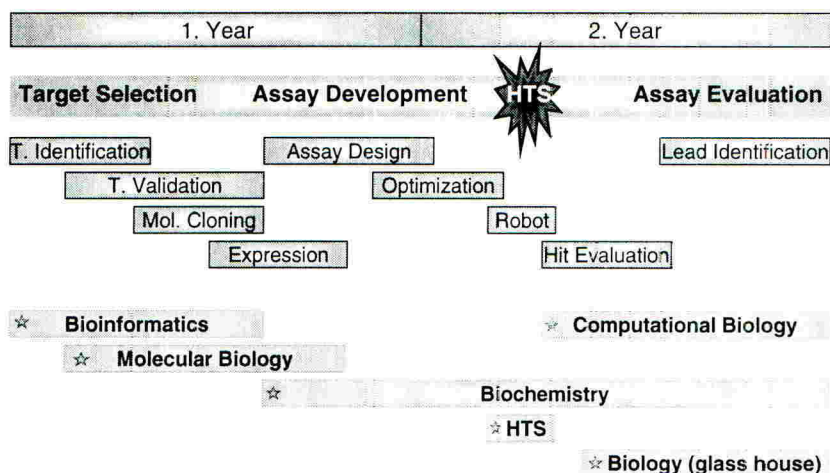 1. Year 2. Year
Target Selection Assay Development HTS Assay Evaluation
T. Identification Assay Design Lead Identification
T. Validation Optimization
Mol. Cloning Robot
Expression Hit Evaluation
☆ Bioinformatics ☆ Computational Biology
☆ Molecular Biology
☆ Biochemistry
☆ HTS
☆ Biology (glass house)